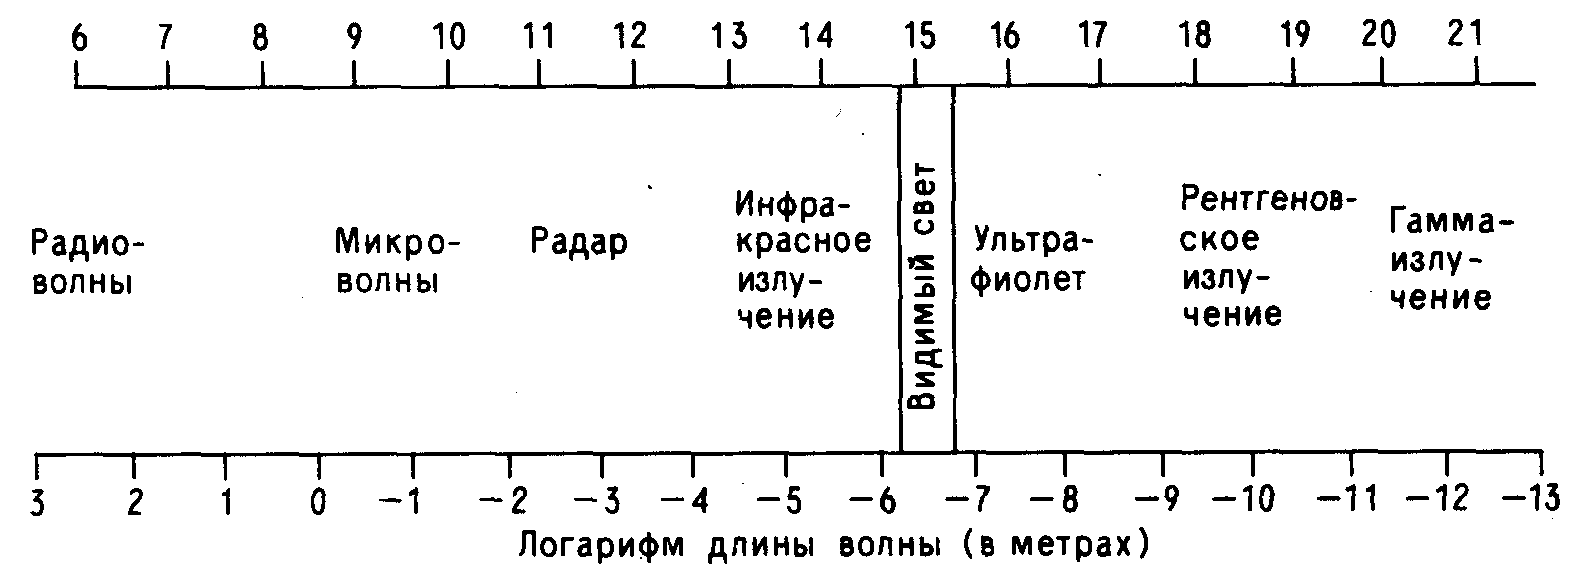 6 7 8 9 10 11 12 13 14 15 16 17 18 19 20 21
Радио-
волны
Микро-
волны
Радар
Инфра-
красное
излу-
чение
Видимый свет
Ультра-
фиолет
Рентгенов-
ское
излу-
чение
Гамма-
излу-
чение
3 2 1 0 -1 -2 -3 -4 -5 -6 -7 -8 -9 -10 -11 -12 -13
Логарифм длины волны (в метрах)